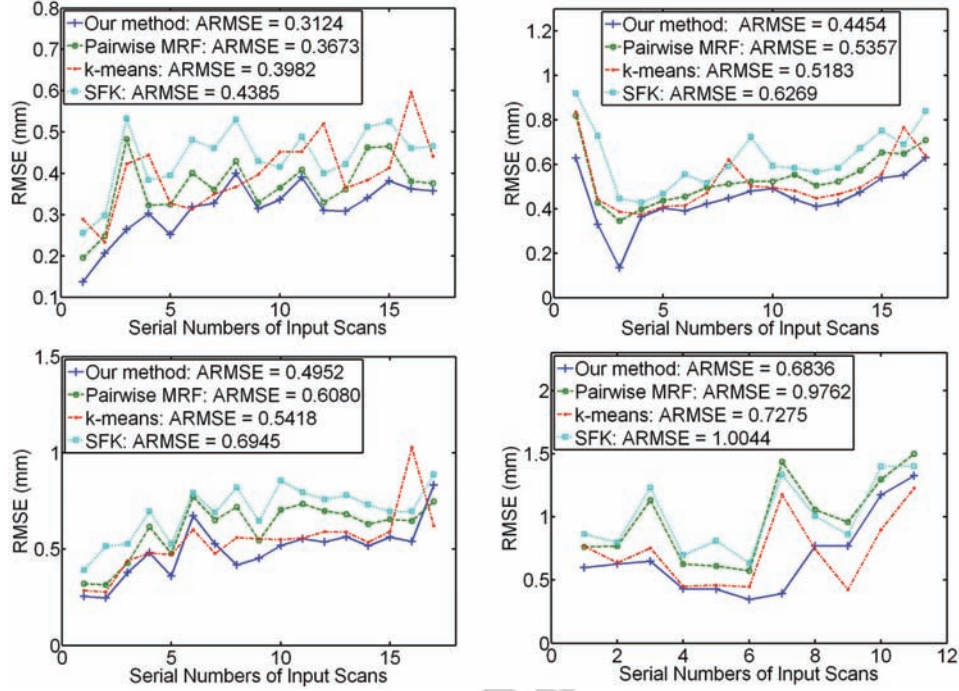 0.8
0.7
0.6
0.5
0.4
0.3
0.2
0.1
RMSE (mm)
Our method: ARMSE = 0.3124
Pairwise MRF: ARMSE = 0.3673
k-means: ARMSE = 0.3982
SFK: ARMSE = 0.4385
0 5 10 15
Serial Numbers of Input Scans
1.2
1
0.8
0.6
0.4
0.2
0
RMSE (mm)
Our method: ARMSE = 0.4454
Pairwise MRF: ARMSE = 0.5357
k-means: ARMSE = 0.5183
SFK: ARMSE = 0.6269
0 5 10 15
Serial Numbers of Input Scans
1.5
1
0.5
0
RMSE (mm)
Our method: ARMSE = 0.4952
Pairwise MRF: ARMSE = 0.6080
k-means: ARMSE = 0.5418
SFK: ARMSE = 0.6945
0 5 10 15
Serial Numbers of Input Scans
2
1.5
1
0.5
0
RMSE (mm)
Our method: ARMSE = 0.6836
Pairwise MRF: ARMSE = 0.9762
k-means: ARMSE = 0.7275
SFK: ARMSE = 1.0044
0 2 4 6 8 10 12
Serial Numbers of Input Scans